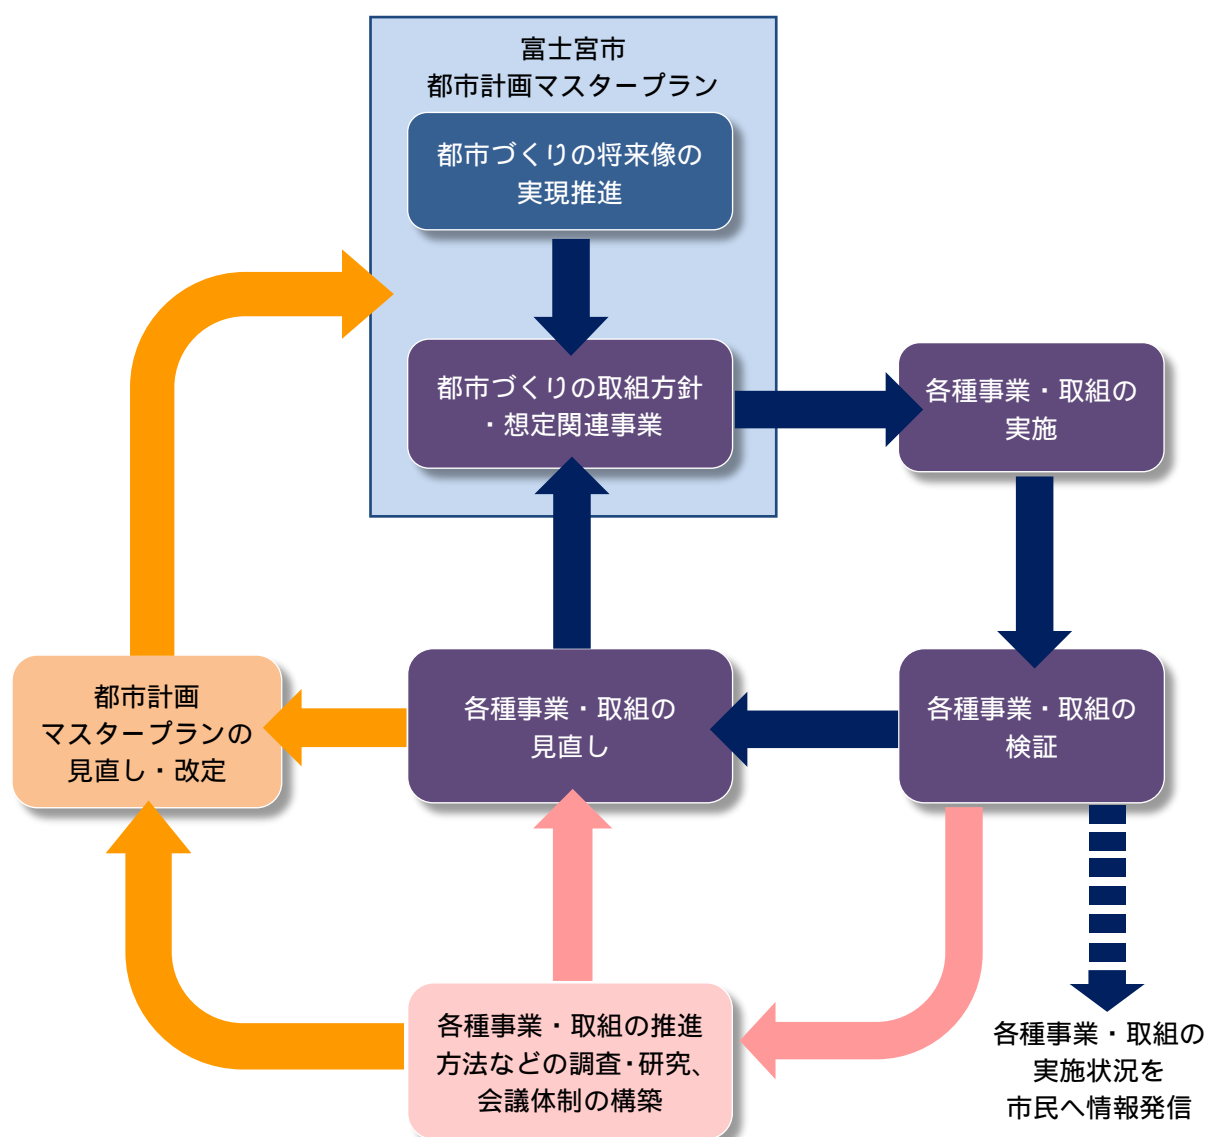 富士宮市
都市計画マスタープラン
都市づくりの将来像の
実現推進
都市づくりの取組方針
・想定関連事業
各種事業・取組の
実施
都市計画
マスタープランの
見直し・改定
各種事業・取組の
見直し
各種事業・取組の
検証
各種事業・取組の推進
方法などの調査・研究、
会議体制の構築
各種事業・取組の
実施状況を
市民へ情報発信